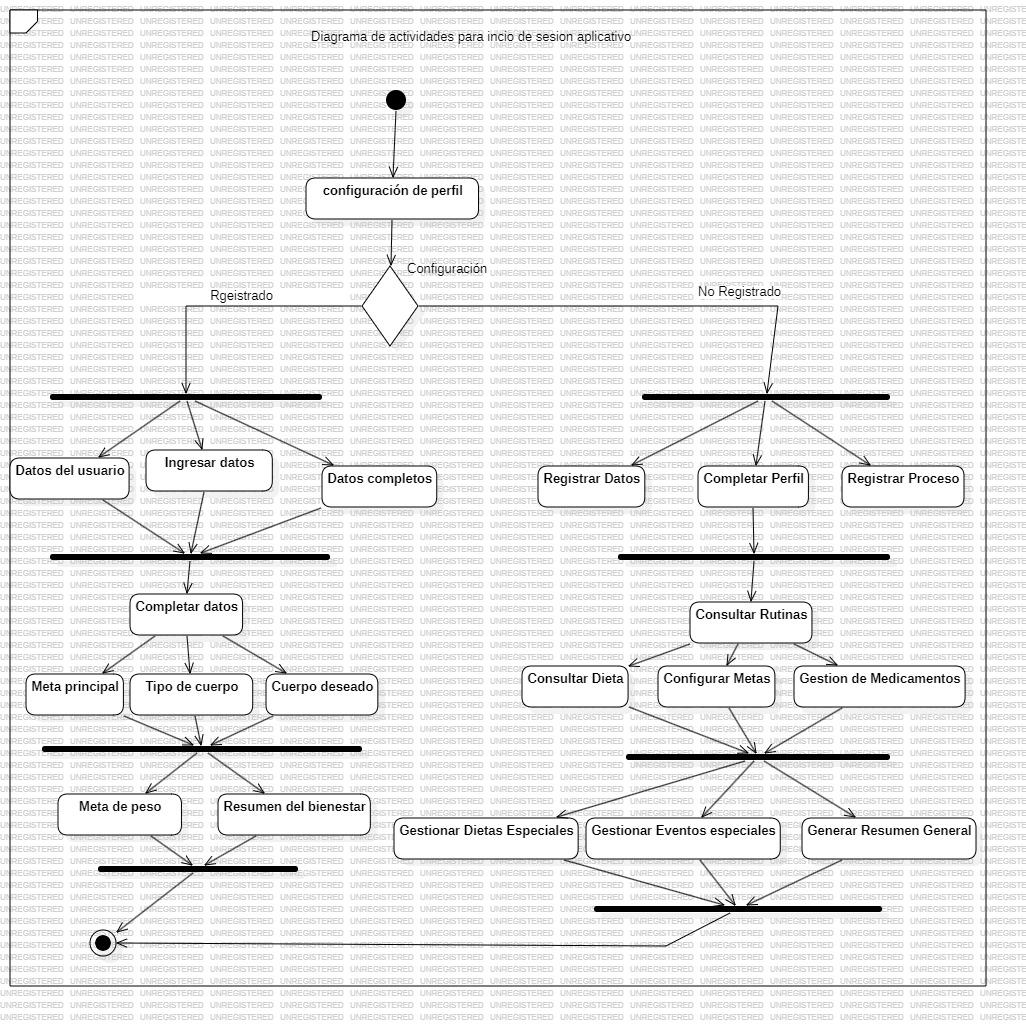 Diagrama de actividades para incio de sesion aplicativo
configuración de perfil
Configuración
Rgeistrado
No Registrado
Datos del usuario
Ingresar datos
Datos completos
Registrar Datos
Completar Perfil
Registrar Proceso
Completar datos
Consultar Rutinas
Meta principal
Tipo de cuerpo
Cuerpo deseado
Consultar Dieta
Configurar Metas
Gestion de Medicamentos
Meta de peso
Resumen del bienestar
Gestionar Dietas Especiales
Gestionar Eventos especiales
Generar Resumen General
UNREGISTERED